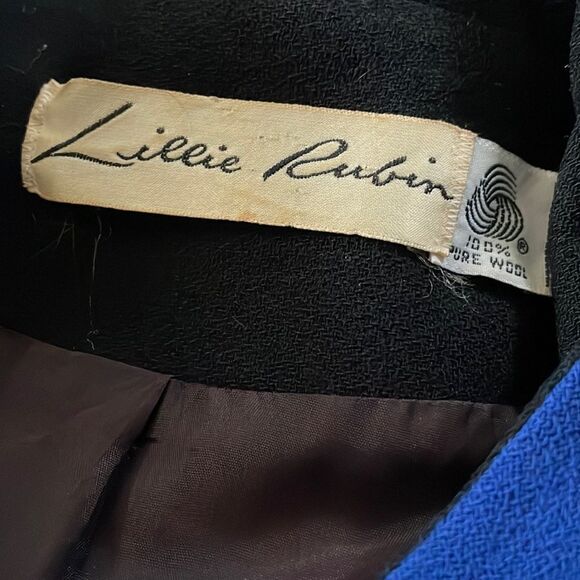 Lillie Rubin
100%
PURE WOOL
®